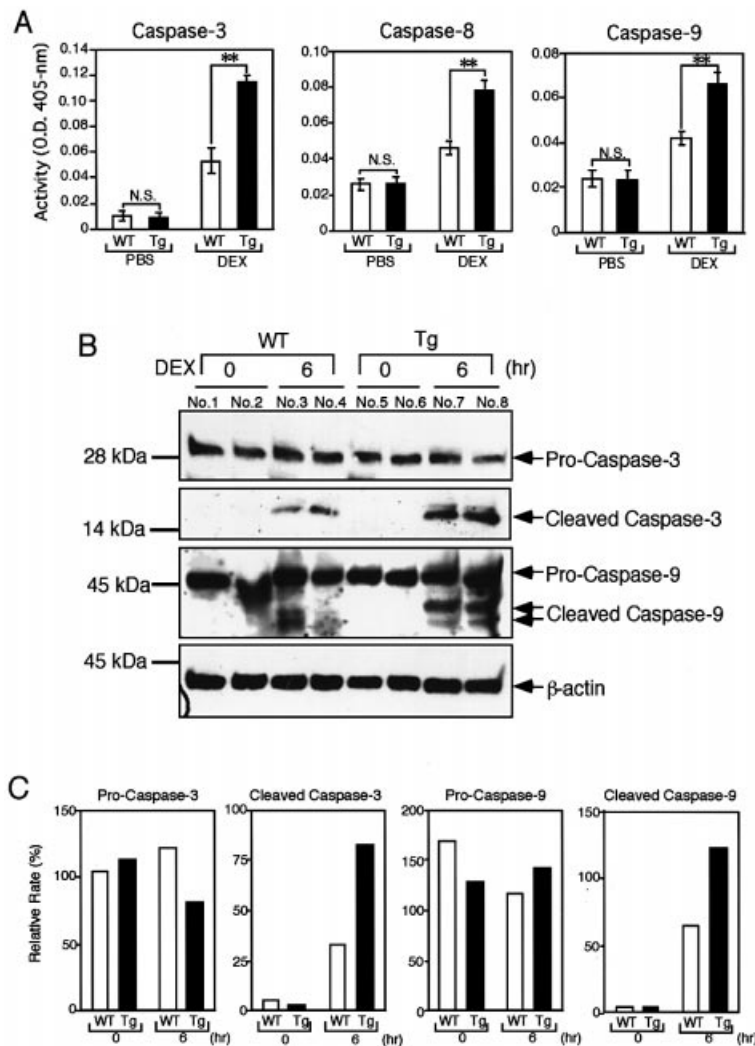 A
Caspase-3
Caspase-8
Caspase-9
Activity (O.D. 405-nm)
0.14
0.12
0.10
0.08
0.06
0.04
0.02
0
N.S.
**
WT Tg WT Tg
PBS DEX
0.10
0.08
0.06
0.04
0.02
0
N.S.
**
WT Tg WT Tg
PBS DEX
0.10
0.08
0.06
0.04
0.02
0
N.S.
**
WT Tg WT Tg
PBS DEX
B
WT Tg
DEX 0 6 0 6 (hr)
No.1 No.2 No.3 No.4 No.5 No.6 No.7 No.8
28 kDa Pro-Caspase-3
Cleaved Caspase-3
14 kDa
Pro-Caspase-9
45 kDa
Cleaved Caspase-9
45 kDa
β-actin
C
Pro-Caspase-3
Cleaved Caspase-3
Pro-Caspase-9
Cleaved Caspase-9
Relative Rate (%)
150
100
50
0
WT Tg WT Tg
0 6 (hr)
100
75
50
25
0
WT Tg WT Tg
0 6 (hr)
200
150
100
50
0
WT Tg WT Tg
0 6 (hr)
150
100
50
0
WT Tg WT Tg
0 6 (hr)